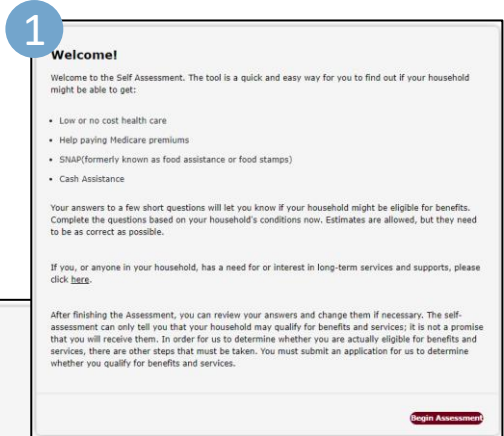 1
Welcome!
Welcome to the Self Assessment. The tool is a quick and easy way for you to find out if your household
might be able to get:
• Low or no cost health care
• Help paying Medicare premiums
• SNAP(formerly known as food assistance or food stamps)
• Cash Assistance
Your answers to a few short questions will let you know if your household might be eligible for benefits.
Complete the questions based on your household's conditions now. Estimates are allowed, but they need
to be as correct as possible.
If you, or anyone in your household, has a need for or interest in long-term services and supports, please
click here.
After finishing the Assessment, you can review your answers and change them if necessary. The self-
assessment can only tell you that your household may qualify for benefits and services; it is not a promise
that you will receive them. In order for us to determine whether you are actually eligible for benefits and
services, there are other steps that must be taken. You must submit an application for us to determine
whether you qualify for benefits and services.
Begin Assessment